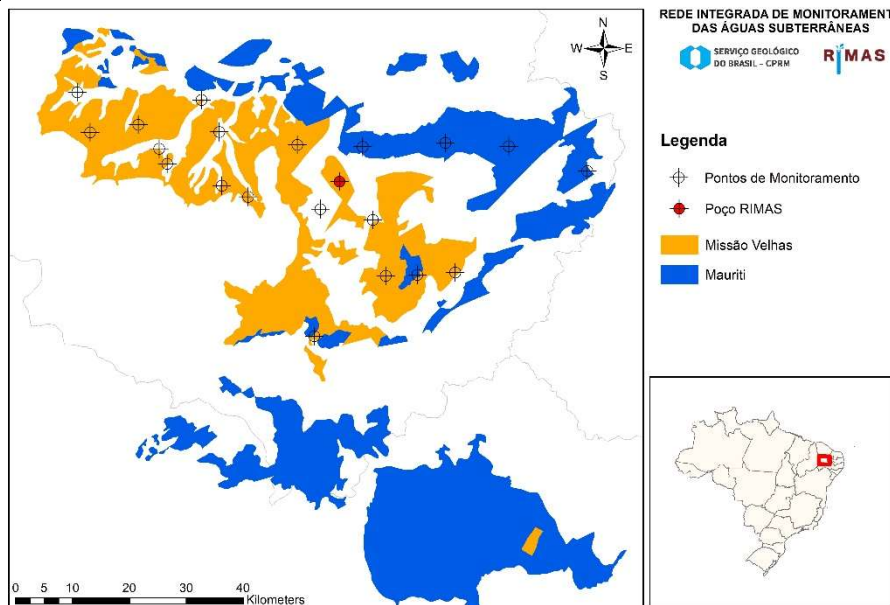 REDE INTEGRADA DE MONITORAMENT
DAS ÁGUAS SUBTERRÂNEAS
SERVIÇO GEOLÓGICO
DO BRASIL - CPRM
RIMAS
N
W E
S
Legenda
Pontos de Monitoramento
Poço RIMAS
Missão Velhas
Mauriti
0 5 10 20 30 40
Kilometers